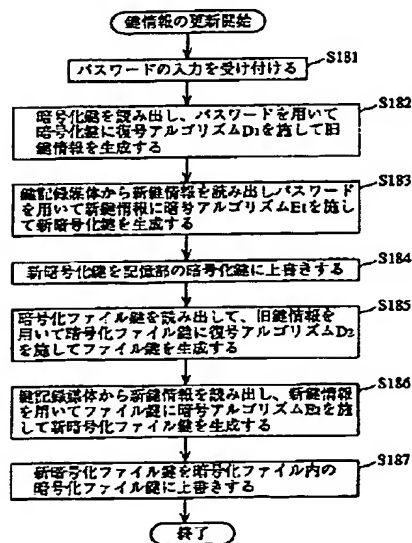 鍵情報の更新開始
S181
パスワードの入力を受け付ける
S182
暗号化鍵を読み出し、パスワードを用いて
暗号化鍵に復号アルゴリズムD1を施して旧
鍵情報を生成する
S183
鍵記録媒体から新鍵情報を読み出しパスワード
を用いて新鍵情報に暗号アルゴリズムE1を施
して新暗号化鍵を生成する
S184
新暗号化鍵を記憶部の暗号化鍵に上書きする
S185
暗号化ファイル鍵を読み出して、旧鍵情報を
用いて暗号化ファイル鍵に復号アルゴリズムD2
を施してファイル鍵を生成する
S186
鍵記録媒体から新鍵情報を読み出し、新鍵情報
を用いてファイル鍵に暗号アルゴリズムE2を施
して新暗号化ファイル鍵を生成する
S187
新暗号化ファイル鍵を暗号化ファイル内の
暗号化ファイル鍵に上書きする
終了